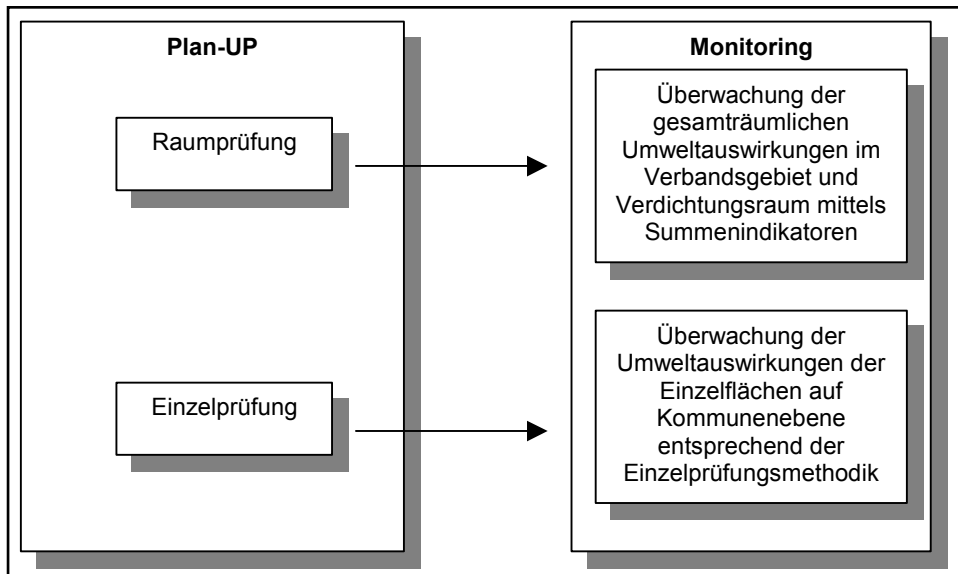 Plan-UP
Raumprüfung
Einzelprüfung
Monitoring
Überwachung der
gesamträumlichen
Umweltauswirkungen im
Verbandsgebiet und
Verdichtungsraum mittels
Summenindikatoren
Überwachung der
Umweltauswirkungen der
Einzelflächen auf
Kommunenebene
entsprechend der
Einzelprüfungsmethodik